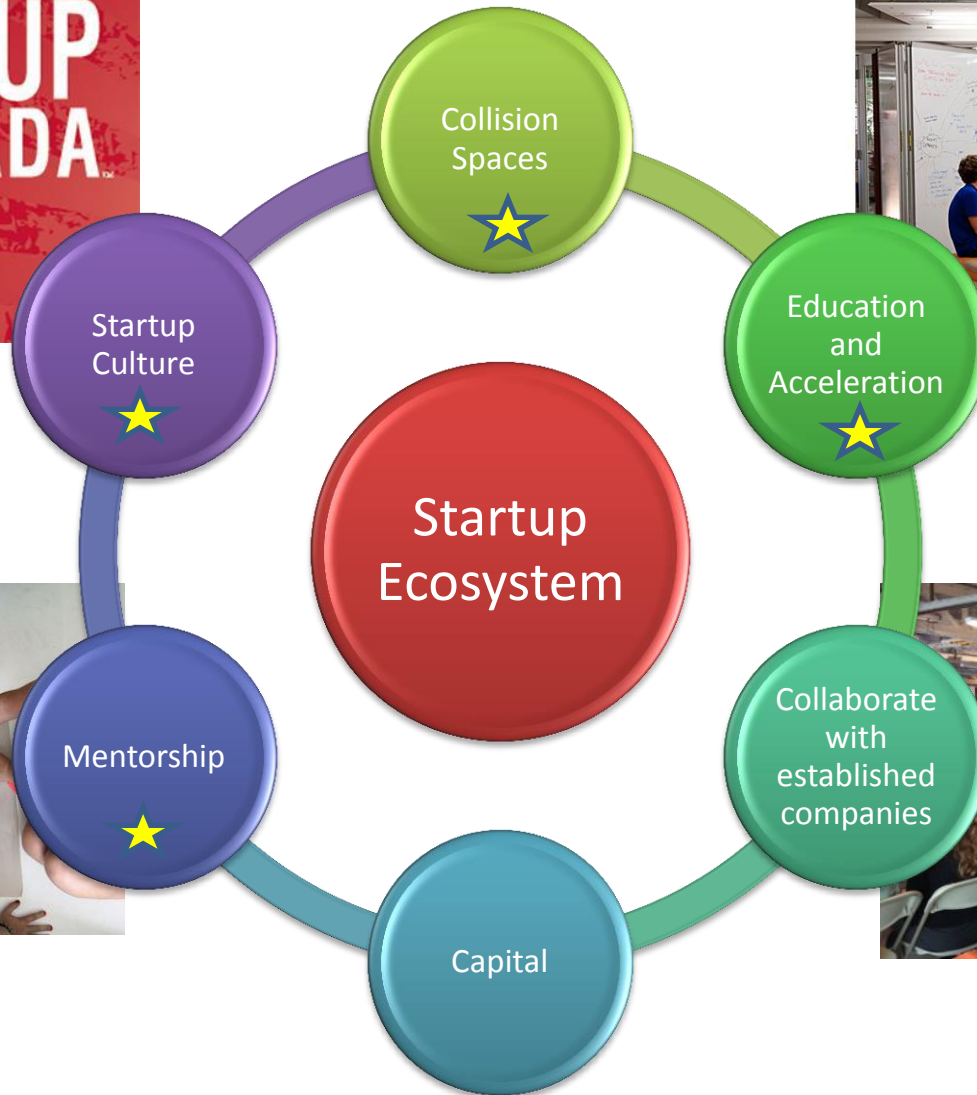 UP
ADA
Collision
Spaces
Startup
Culture
Education
and
Acceleration
Startup
Ecosystem
Mentorship
Collaborate
with
established
companies
Capital